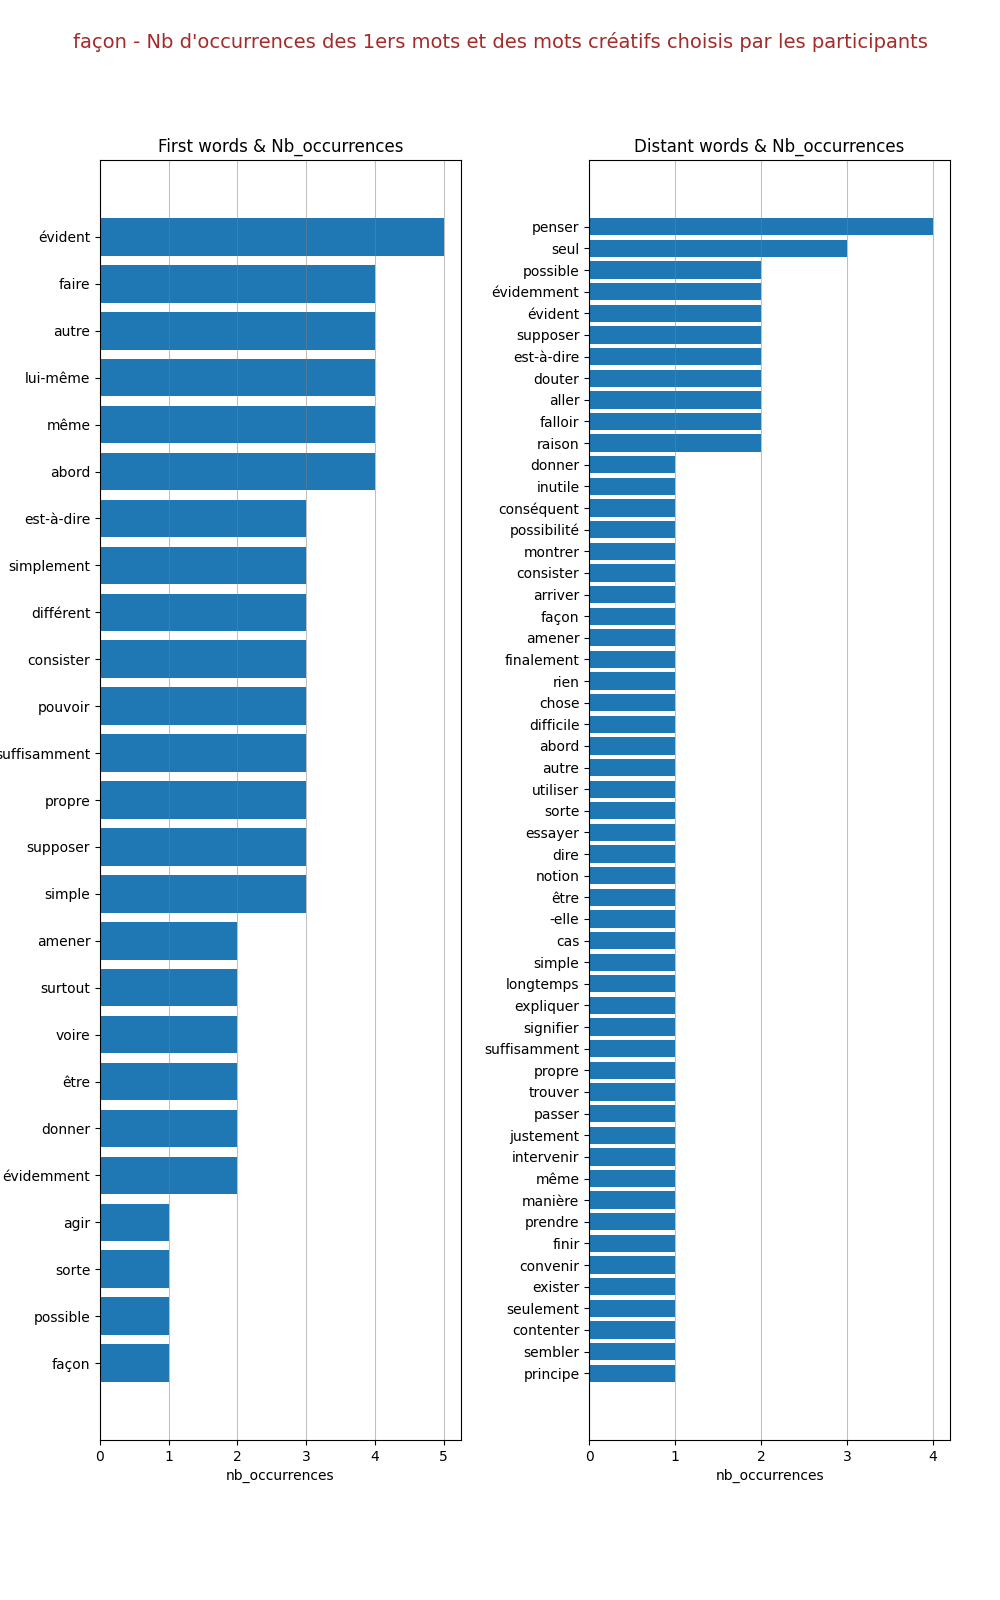 façon - Nb d'occurrences des 1ers mots et des mots créatifs choisis par les participants
First words & Nb_occurrences
évident
faire
autre
lui-même
même
abord
est-à-dire
simplement
différent
consister
pouvoir
suffisamment
propre
supposer
simple
amener
surtout
voire
être
donner
évidemment
agir
sorte
possible
façon
0 1 2 3 4 5
nb_occurrences
Distant words & Nb_occurrences
penser
seul
possible
évidemment
évident
supposer
est-à-dire
douter
aller
falloir
raison
donner
inutile
conséquent
possibilité
montrer
consister
arriver
façon
amener
finalement
rien
chose
difficile
abord
autre
utiliser
sorte
essayer
dire
notion
être
-elle
cas
simple
longtemps
expliquer
signifier
suffisamment
propre
trouver
passer
justement
intervenir
même
manière
prendre
finir
convenir
exister
seulement
contenter
sembler
principe
0 1 2 3 4
nb_occurrences